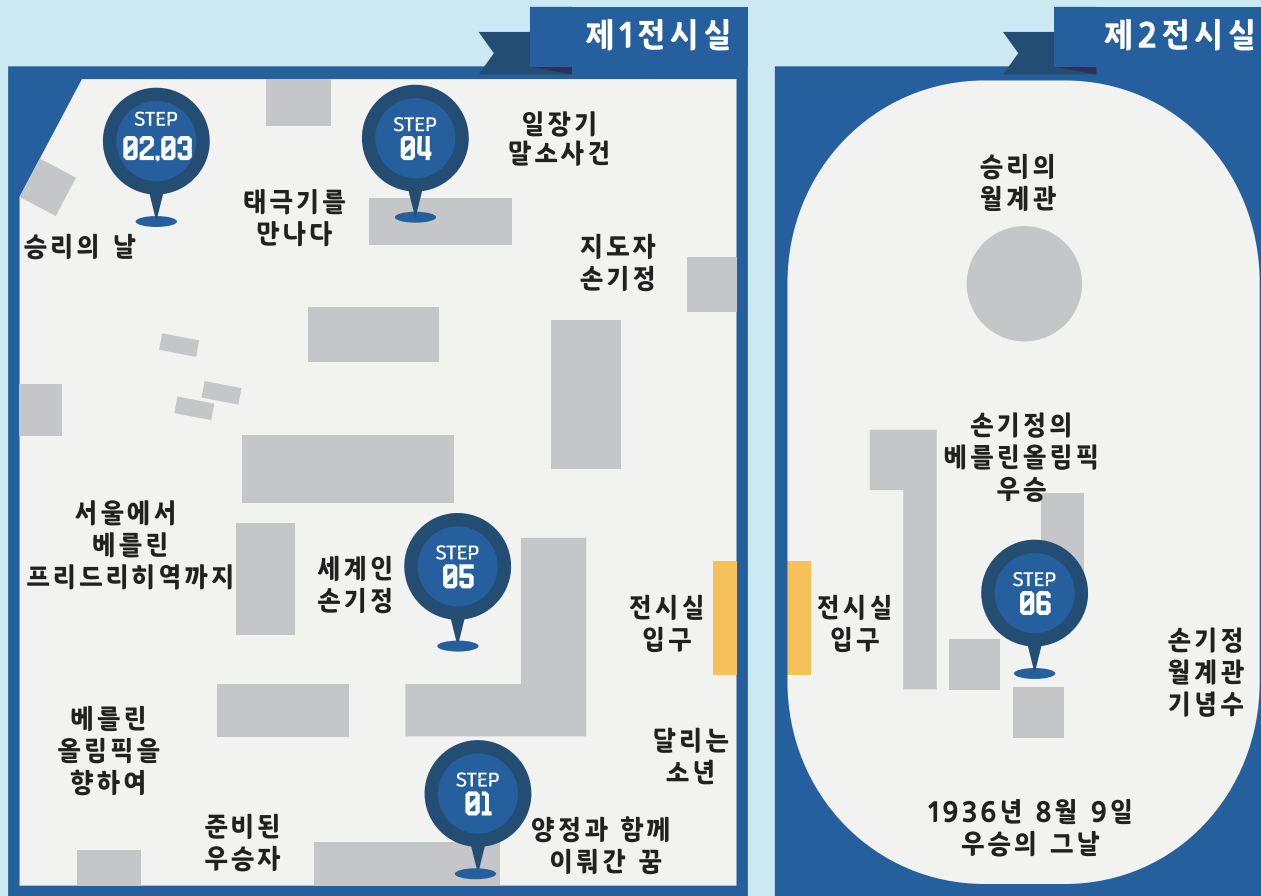 제1전시실
STEP
02,03
STEP
04
일장기
말소사건
태극기를
만나다
승리의 날
지도자
손기정
서울에서
베를린
프리드리히역까지
세계인
손기정
STEP
05
전시실
입구
베를린
올림픽을
향하여
달리는
소년
STEP
01
준비된
우승자
양정과 함께
이뤄간 꿈
제2전시실
승리의
월계관
손기정의
베를린올림픽
우승
STEP
06
전시실
입구
손기정
월계관
기념수
1936년 8월 9일
우승의 그날